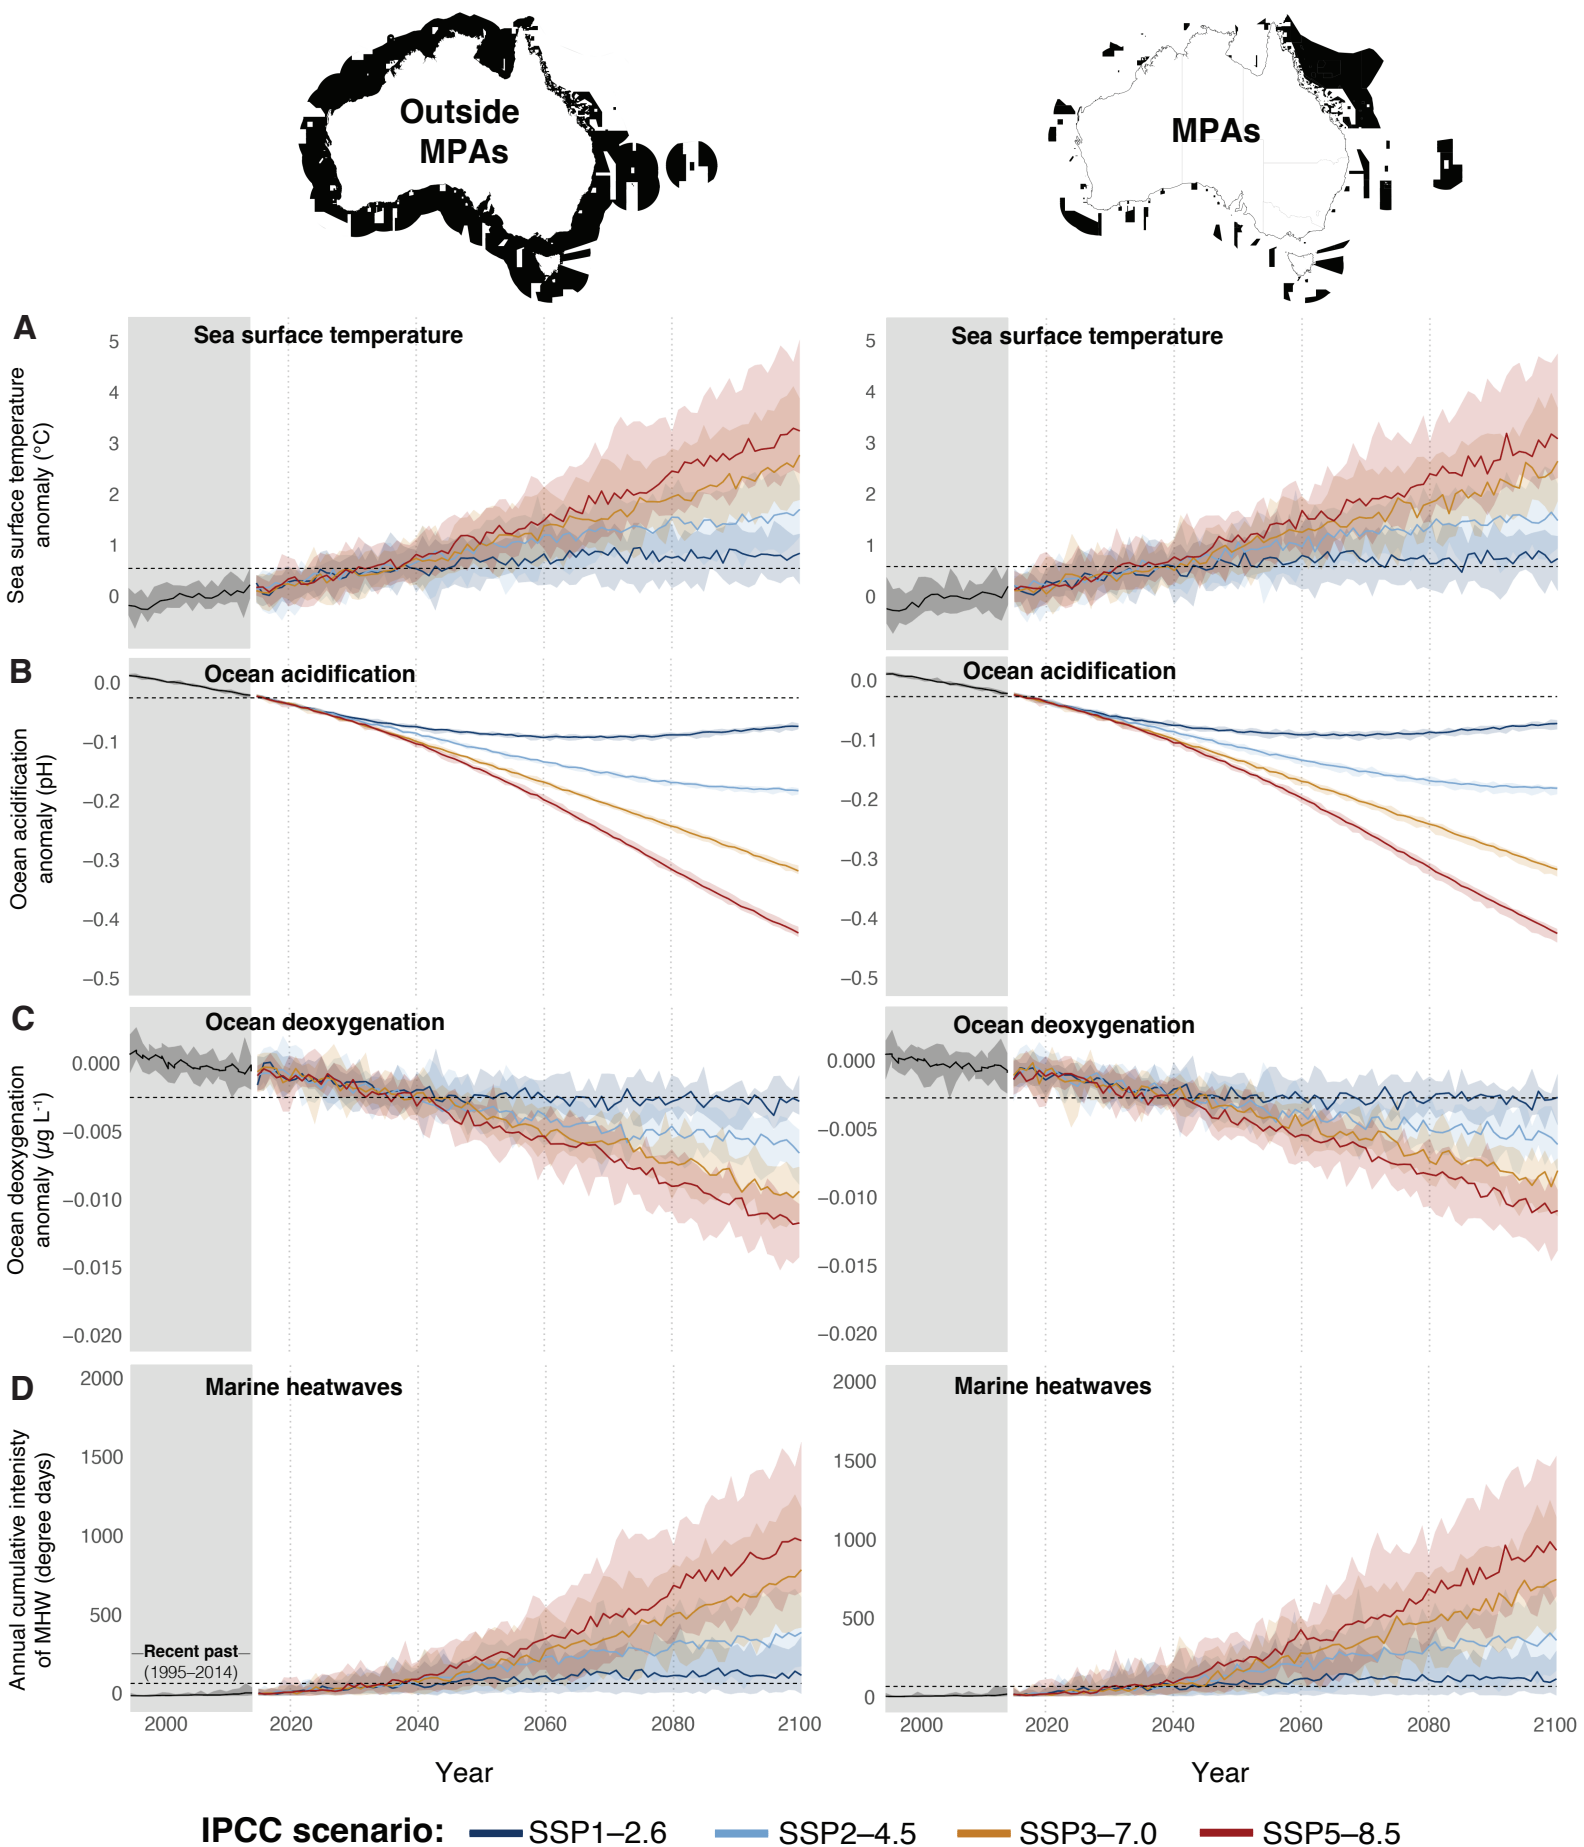 Outside
MPAs
MPAs
A
Sea surface temperature
Sea surface temperature
Sea surface temperature
anomaly (°C)
5
4
3
2
1
0
5
4
3
2
1
0
B
Ocean acidification
Ocean acidification
Ocean acidification
anomaly (pH)
0.0
−0.1
−0.2
−0.3
−0.4
−0.5
0.0
−0.1
−0.2
−0.3
−0.4
−0.5
C
Ocean deoxygenation
Ocean deoxygenation
Ocean deoxygenation
anomaly (µg L-1)
0.000
−0.005
−0.010
−0.015
−0.020
0.000
−0.005
−0.010
−0.015
−0.020
D
Marine heatwaves
Marine heatwaves
Annual cumulative intenisty
of MHW (degree days)
2000
1500
1000
500
0
2000
1500
1000
500
0
Recent past
(1995–2014)
2000 2020 2040 2060 2080 2100
2000 2020 2040 2060 2080 2100
Year
Year
IPCC scenario: SSP1–2.6 SSP2–4.5 SSP3–7.0 SSP5–8.5